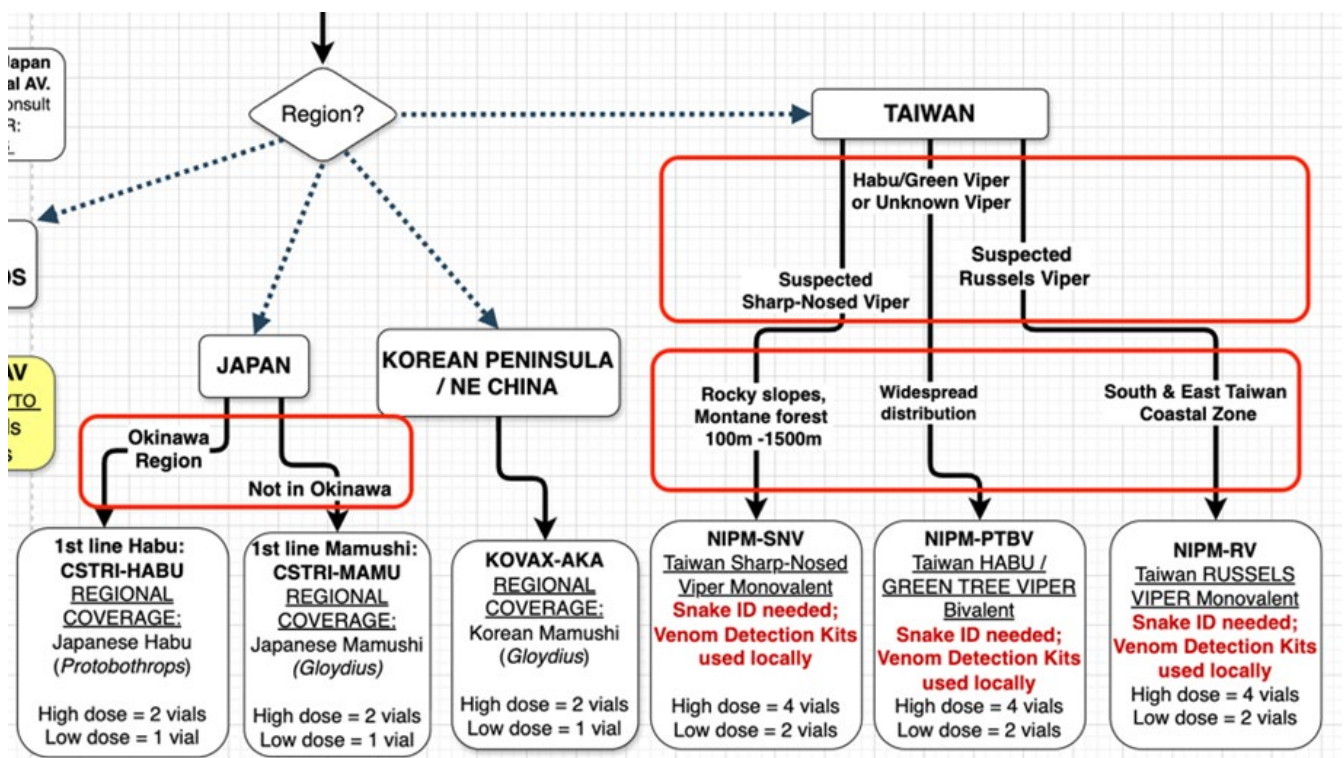 Japan
al AV.
onsult
R:
Region?
TAIWAN
Habu/Green Viper
or Unknown Viper
Suspected
Russels Viper
Suspected
Sharp-Nosed Viper
OS
JAPAN
KOREAN PENINSULA
/ NE CHINA
AV
YTO
ls
s
Okinawa
Region
Not in Okinawa
Rocky slopes,
Montane forest
100m -1500m
Widespread
distribution
South & East Taiwan
Coastal Zone
1st line Habu:
CSTRI-HABU
REGIONAL
COVERAGE:
Japanese Habu
(Protobothrops)
High dose = 2 vials
Low dose = 1 vial
1st line Mamushi:
CSTRI-MAMU
REGIONAL
COVERAGE:
Japanese Mamushi
(Gloydius)
High dose = 2 vials
Low dose = 1 vial
KOVAX-AKA
REGIONAL
COVERAGE:
Korean Mamushi
(Gloydius)
High dose = 2 vials
Low dose = 1 vial
NIPM-SNV
Taiwan Sharp-Nosed
Viper Monovalent
Snake ID needed;
Venom Detection Kits
used locally
High dose = 4 vials
Low dose = 2 vials
NIPM-PTBV
Taiwan HABU /
GREEN TREE VIPER
Bivalent
Snake ID needed;
Venom Detection Kits
used locally
High dose = 4 vials
Low dose = 2 vials
NIPM-RV
Taiwan RUSSELS
VIPER Monovalent
Snake ID needed;
Venom Detection Kits
used locally
High dose = 4 vials
Low dose = 2 vials